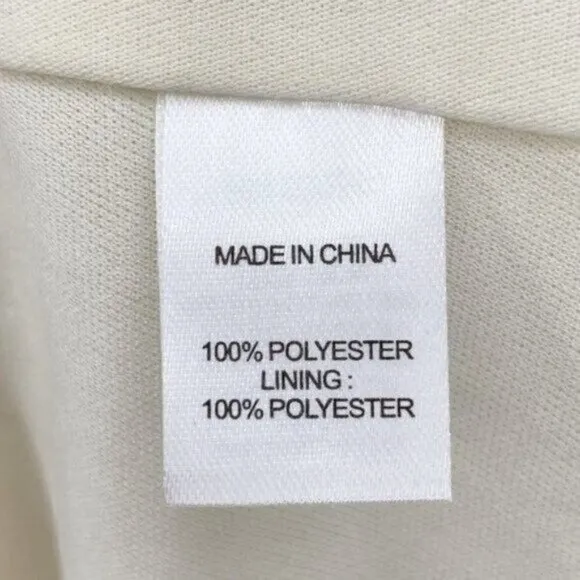 MADE IN CHINA
100% POLYESTER
LINING :
100% POLYESTER